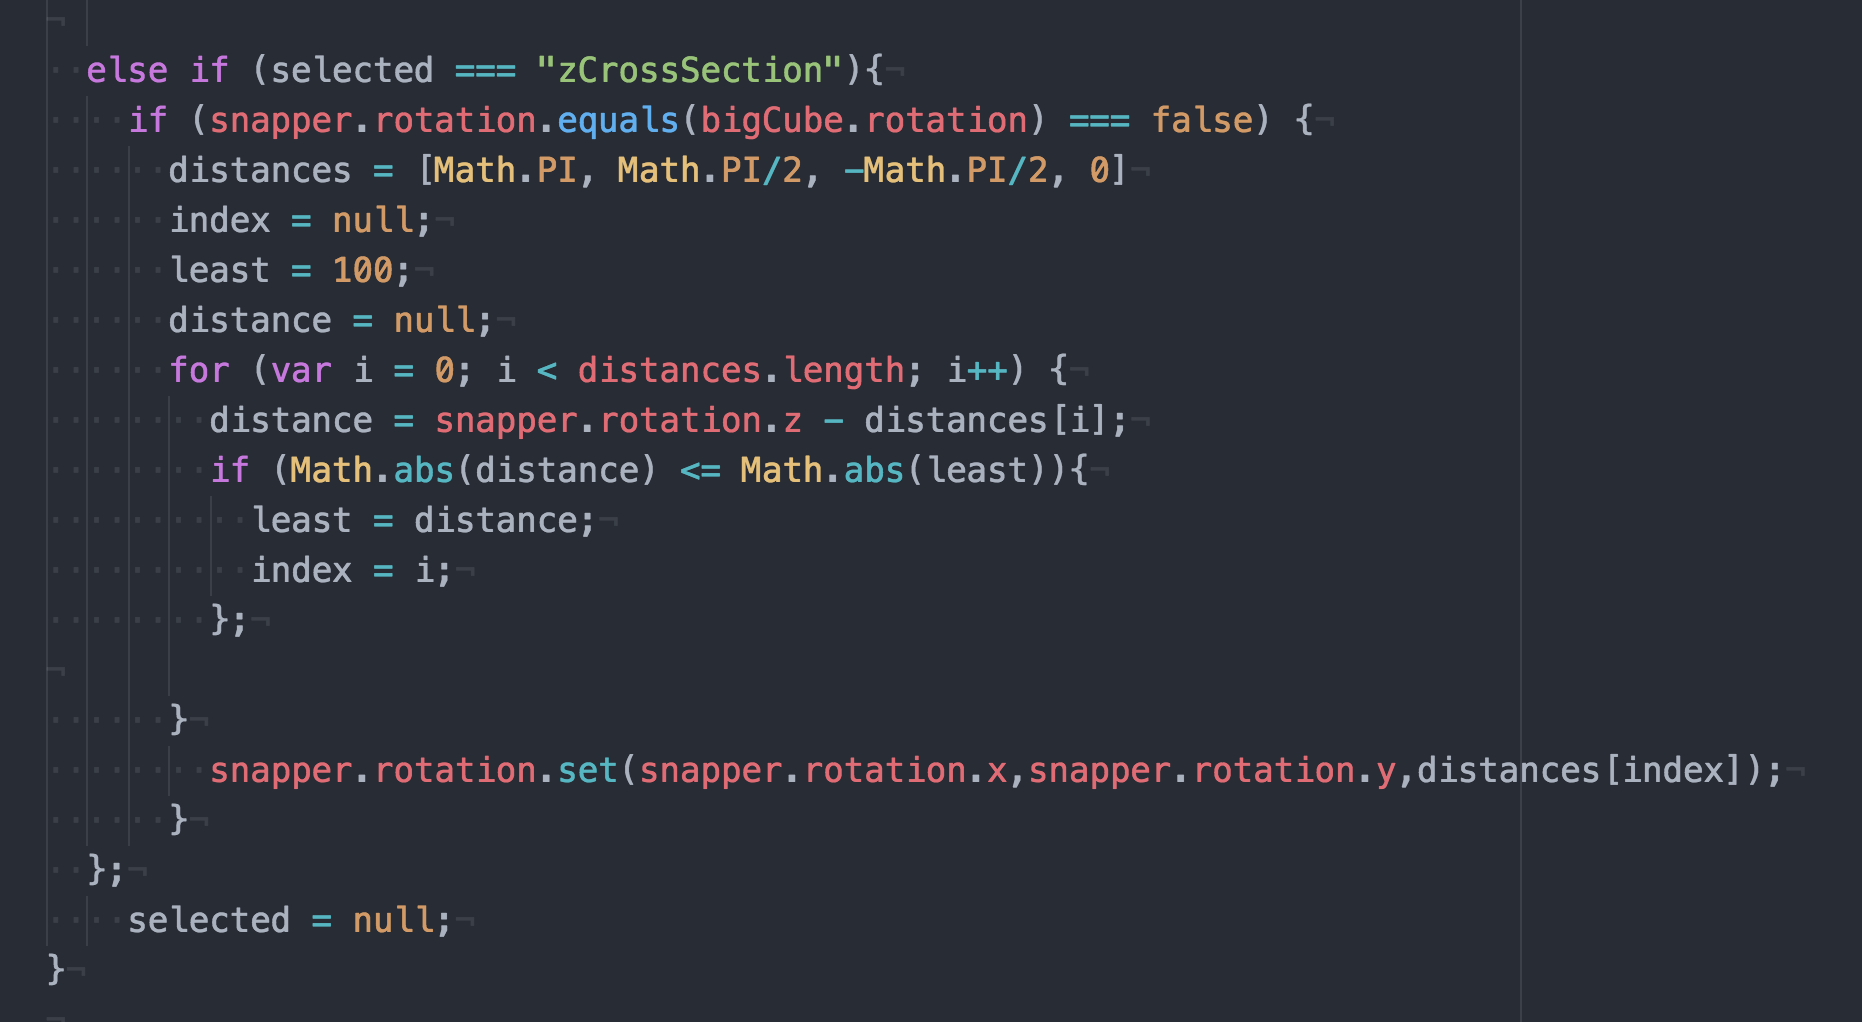 else if (selected === "zCrossSection"){
if (snapper.rotation.equals(bigCube.rotation) === false) {
distances = [Math.PI, Math.PI/2, -Math.PI/2, 0]
index = null;
least = 100;
distance = null;
for (var i = 0; i < distances.length; i++) {
distance = snapper.rotation.z - distances[i];
if (Math.abs(distance) <= Math.abs(least)){
least = distance;
index = i;
};
}
snapper.rotation.set(snapper.rotation.x,snapper.rotation.y,distances[index]);
}
};
selected = null;
}